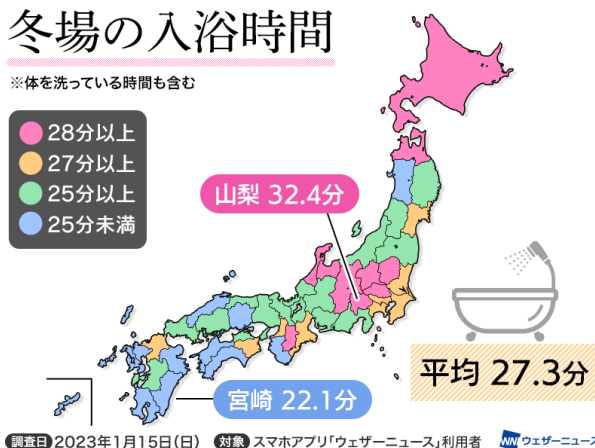 冬場の入浴時間
※体を洗っている時間も含む
28分以上
27分以上
25分以上
25分未満
山梨 32.4分
平均 27.3分
宮崎 22.1分
調査日 2023年1月15日(日) 対象 スマホアプリ「ウェザーニュース」利用者
WN ウェザーニュース